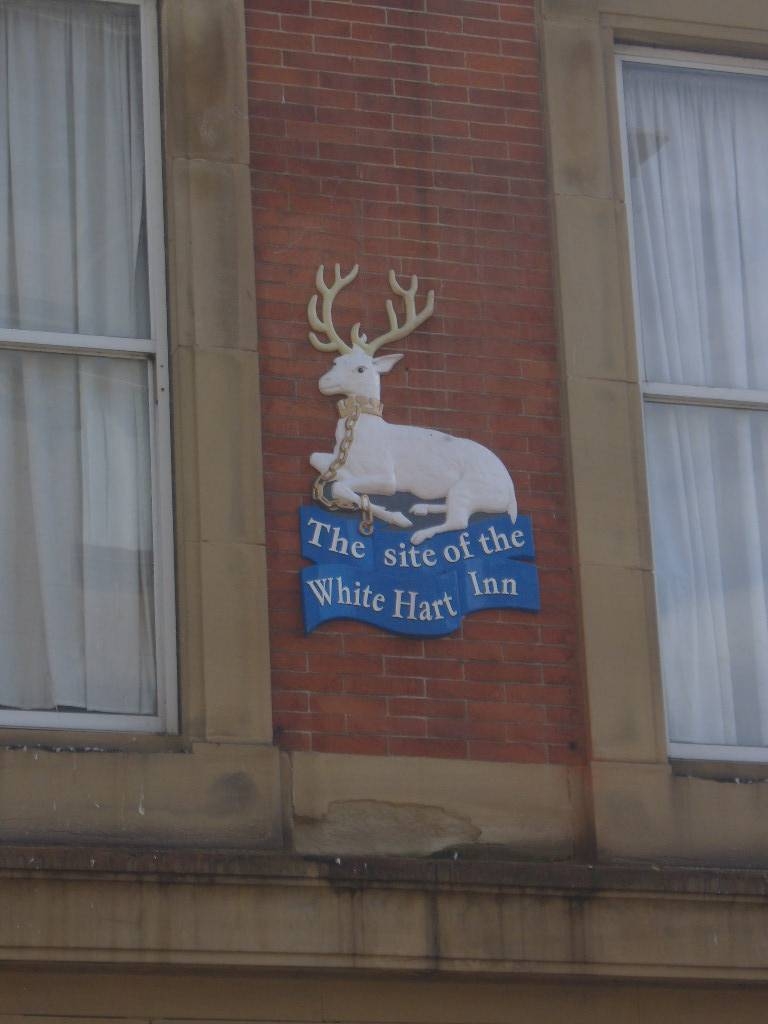 The site of the
White Hart Inn